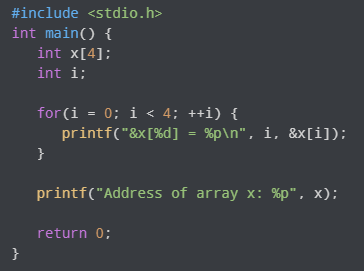 #include <stdio.h>
int main() {
   int x[4];
   int i;

   for(i = 0; i < 4; ++i) {
      printf("&x[%d] = %p\n", i, &x[i]);
   }

   printf("Address of array x: %p", x);

   return 0;
}